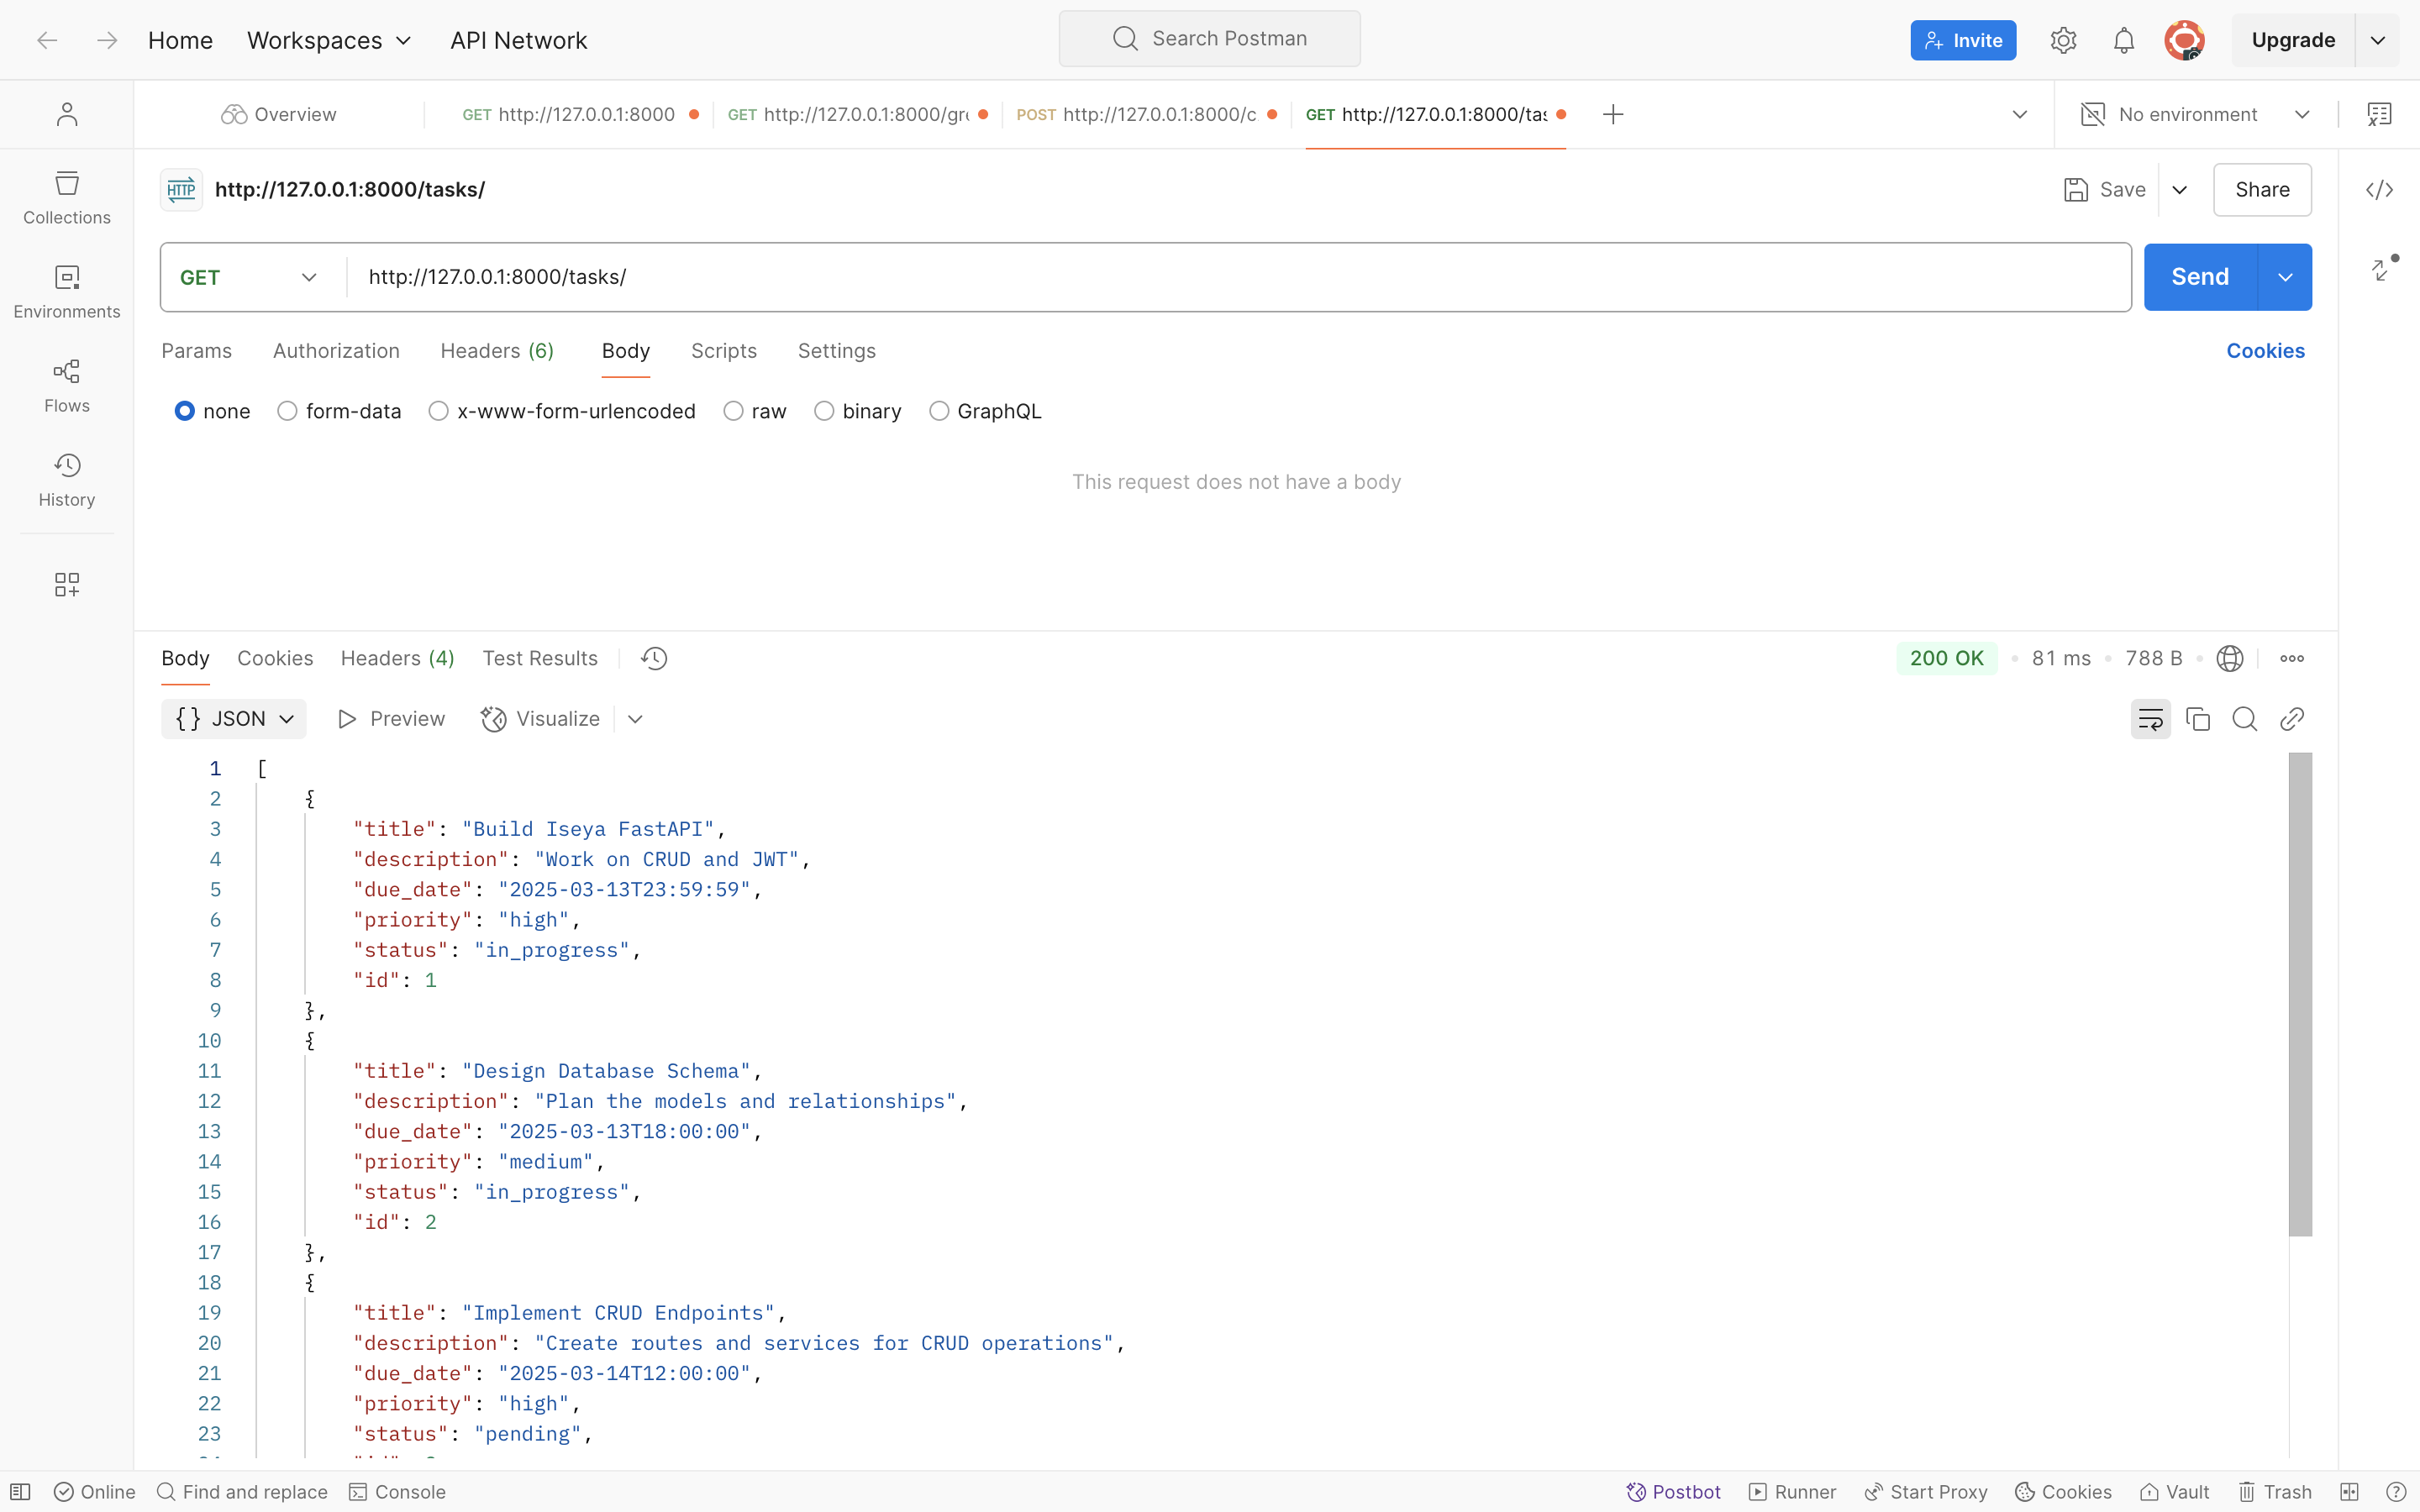 Home Workspaces API Network Search Postman Invite Upgrade
Overview GET http://127.0.0.1:8000 GET http://127.0.0.1:8000/gr POST http://127.0.0.1:8000/c GET http://127.0.0.1:8000/tas No environment
HTTP http://127.0.0.1:8000/tasks/ Save Share
Collections
GET http://127.0.0.1:8000/tasks/ Send
Environments
Params Authorization Headers (6) Body Scripts Settings Cookies
Flows
none form-data x-www-form-urlencoded raw binary GraphQL
History
This request does not have a body
Body Cookies Headers (4) Test Results 200 OK 81 ms 788 B
{} JSON Preview Visualize
1 [
2 {
3 "title": "Build Iseya FastAPI",
4 "description": "Work on CRUD and JWT",
5 "due_date": "2025-03-13T23:59:59",
6 "priority": "high",
7 "status": "in_progress",
8 "id": 1
9 },
10 {
11 "title": "Design Database Schema",
12 "description": "Plan the models and relationships",
13 "due_date": "2025-03-13T18:00:00",
14 "priority": "medium",
15 "status": "in_progress",
16 "id": 2
17 },
18 {
19 "title": "Implement CRUD Endpoints",
20 "description": "Create routes and services for CRUD operations",
21 "due_date": "2025-03-14T12:00:00",
22 "priority": "high",
23 "status": "pending",
Online Find and replace Console Postbot Runner Start Proxy Cookies Vault Trash